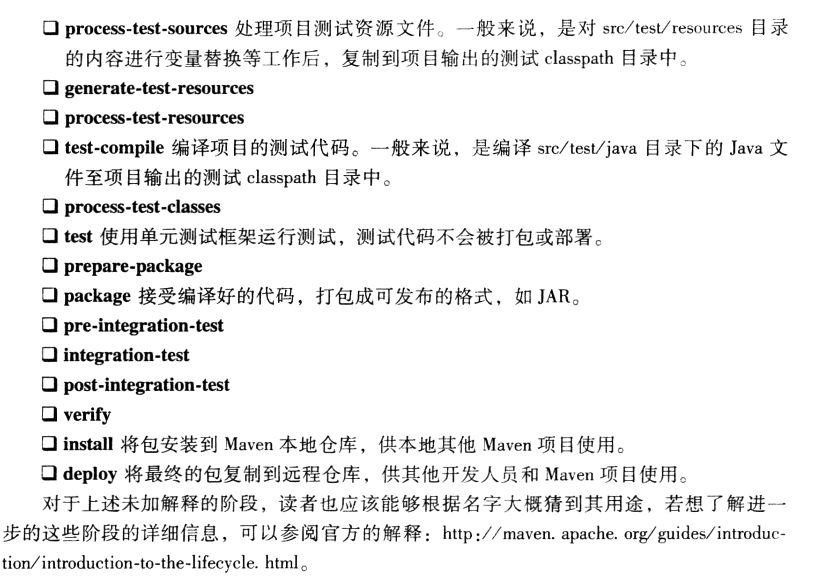 ❑ process-test-sources 处理项目测试资源文件。一般来说，是对 src/test/resources 目录
的内容进行变量替换等工作后，复制到项目输出的测试 classpath 目录中。
❑ generate-test-resources
❑ process-test-resources
❑ test-compile 编译项目的测试代码。一般来说，是编译 src/test/java 目录下的 Java 文
件至项目输出的测试 classpath 目录中。
❑ process-test-classes
❑ test 使用单元测试框架运行测试，测试代码不会被打包或部署。
❑ prepare-package
❑ package 接受编译好的代码，打包成可发布的格式，如 JAR。
❑ pre-integration-test
❑ integration-test
❑ post-integration-test
❑ verify
❑ install 将包安装到 Maven 本地仓库，供本地其他 Maven 项目使用。
❑ deploy 将最终的包复制到远程仓库，供其他开发人员和 Maven 项目使用。
对于上述未加解释的阶段，读者也应该能够根据名字大概猜到其用途，若想了解进一
步的这些阶段的详细信息，可以参阅官方的解释：http://maven. apache. org/guides/introduc-
tion/introduction-to-the-lifecycle. html。